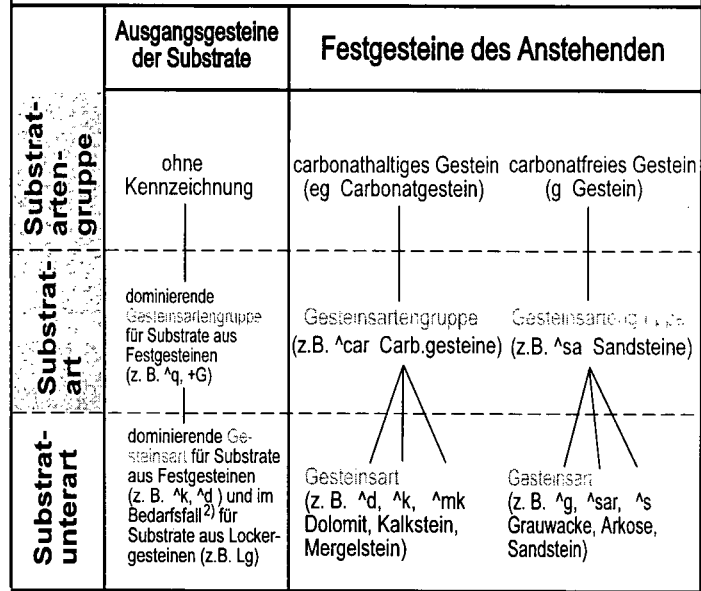 Ausgangsgesteine
der Substrate
Festgesteine des Anstehenden
Substrat-
arten-
gruppe
ohne
Kennzeichnung
carbonathaltiges Gestein
(eg Carbonatgestein)
carbonatfreies Gestein
(g Gestein)
Substrat-
art
dominierende
Gesteinsartengruppe
für Substrate aus
Festgesteinen
(z. B. ^q, +G)
Gesteinsartengruppe
(z.B. ^car Carb.gesteine)
Gesteinsartengruppe
(z.B. ^sa Sandsteine)
Substrat-
unterart
dominierende Ge-
steinsart für Substrate
aus Festgesteinen
(z. B. ^k, ^d ) und im
Bedarfsfall2) für
Substrate aus Locker-
gesteinen (z.B. Lg)
Gesteinsart
(z. B. ^d, ^k, ^mk
Dolomit, Kalkstein,
Mergelstein)
Gesteinsart
(z. B. ^g, ^sar, ^s
Grauwacke, Arkose,
Sandstein)